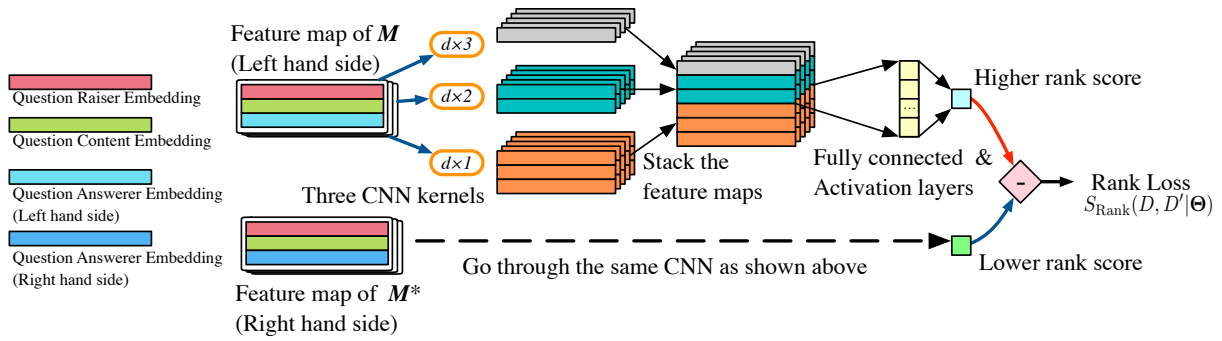 Question Raiser Embedding
Question Content Embedding
Question Answerer Embedding
(Left hand side)
Question Answerer Embedding
(Right hand side)
Feature map of M
(Left hand side)
d×3
d×2
d×1
Three CNN kernels
Stack the
feature maps
...
Fully connected &
Activation layers
Higher rank score
-
Rank Loss
S_Rank(D, D′|Θ)
Lower rank score
Go through the same CNN as shown above
Feature map of M*
(Right hand side)